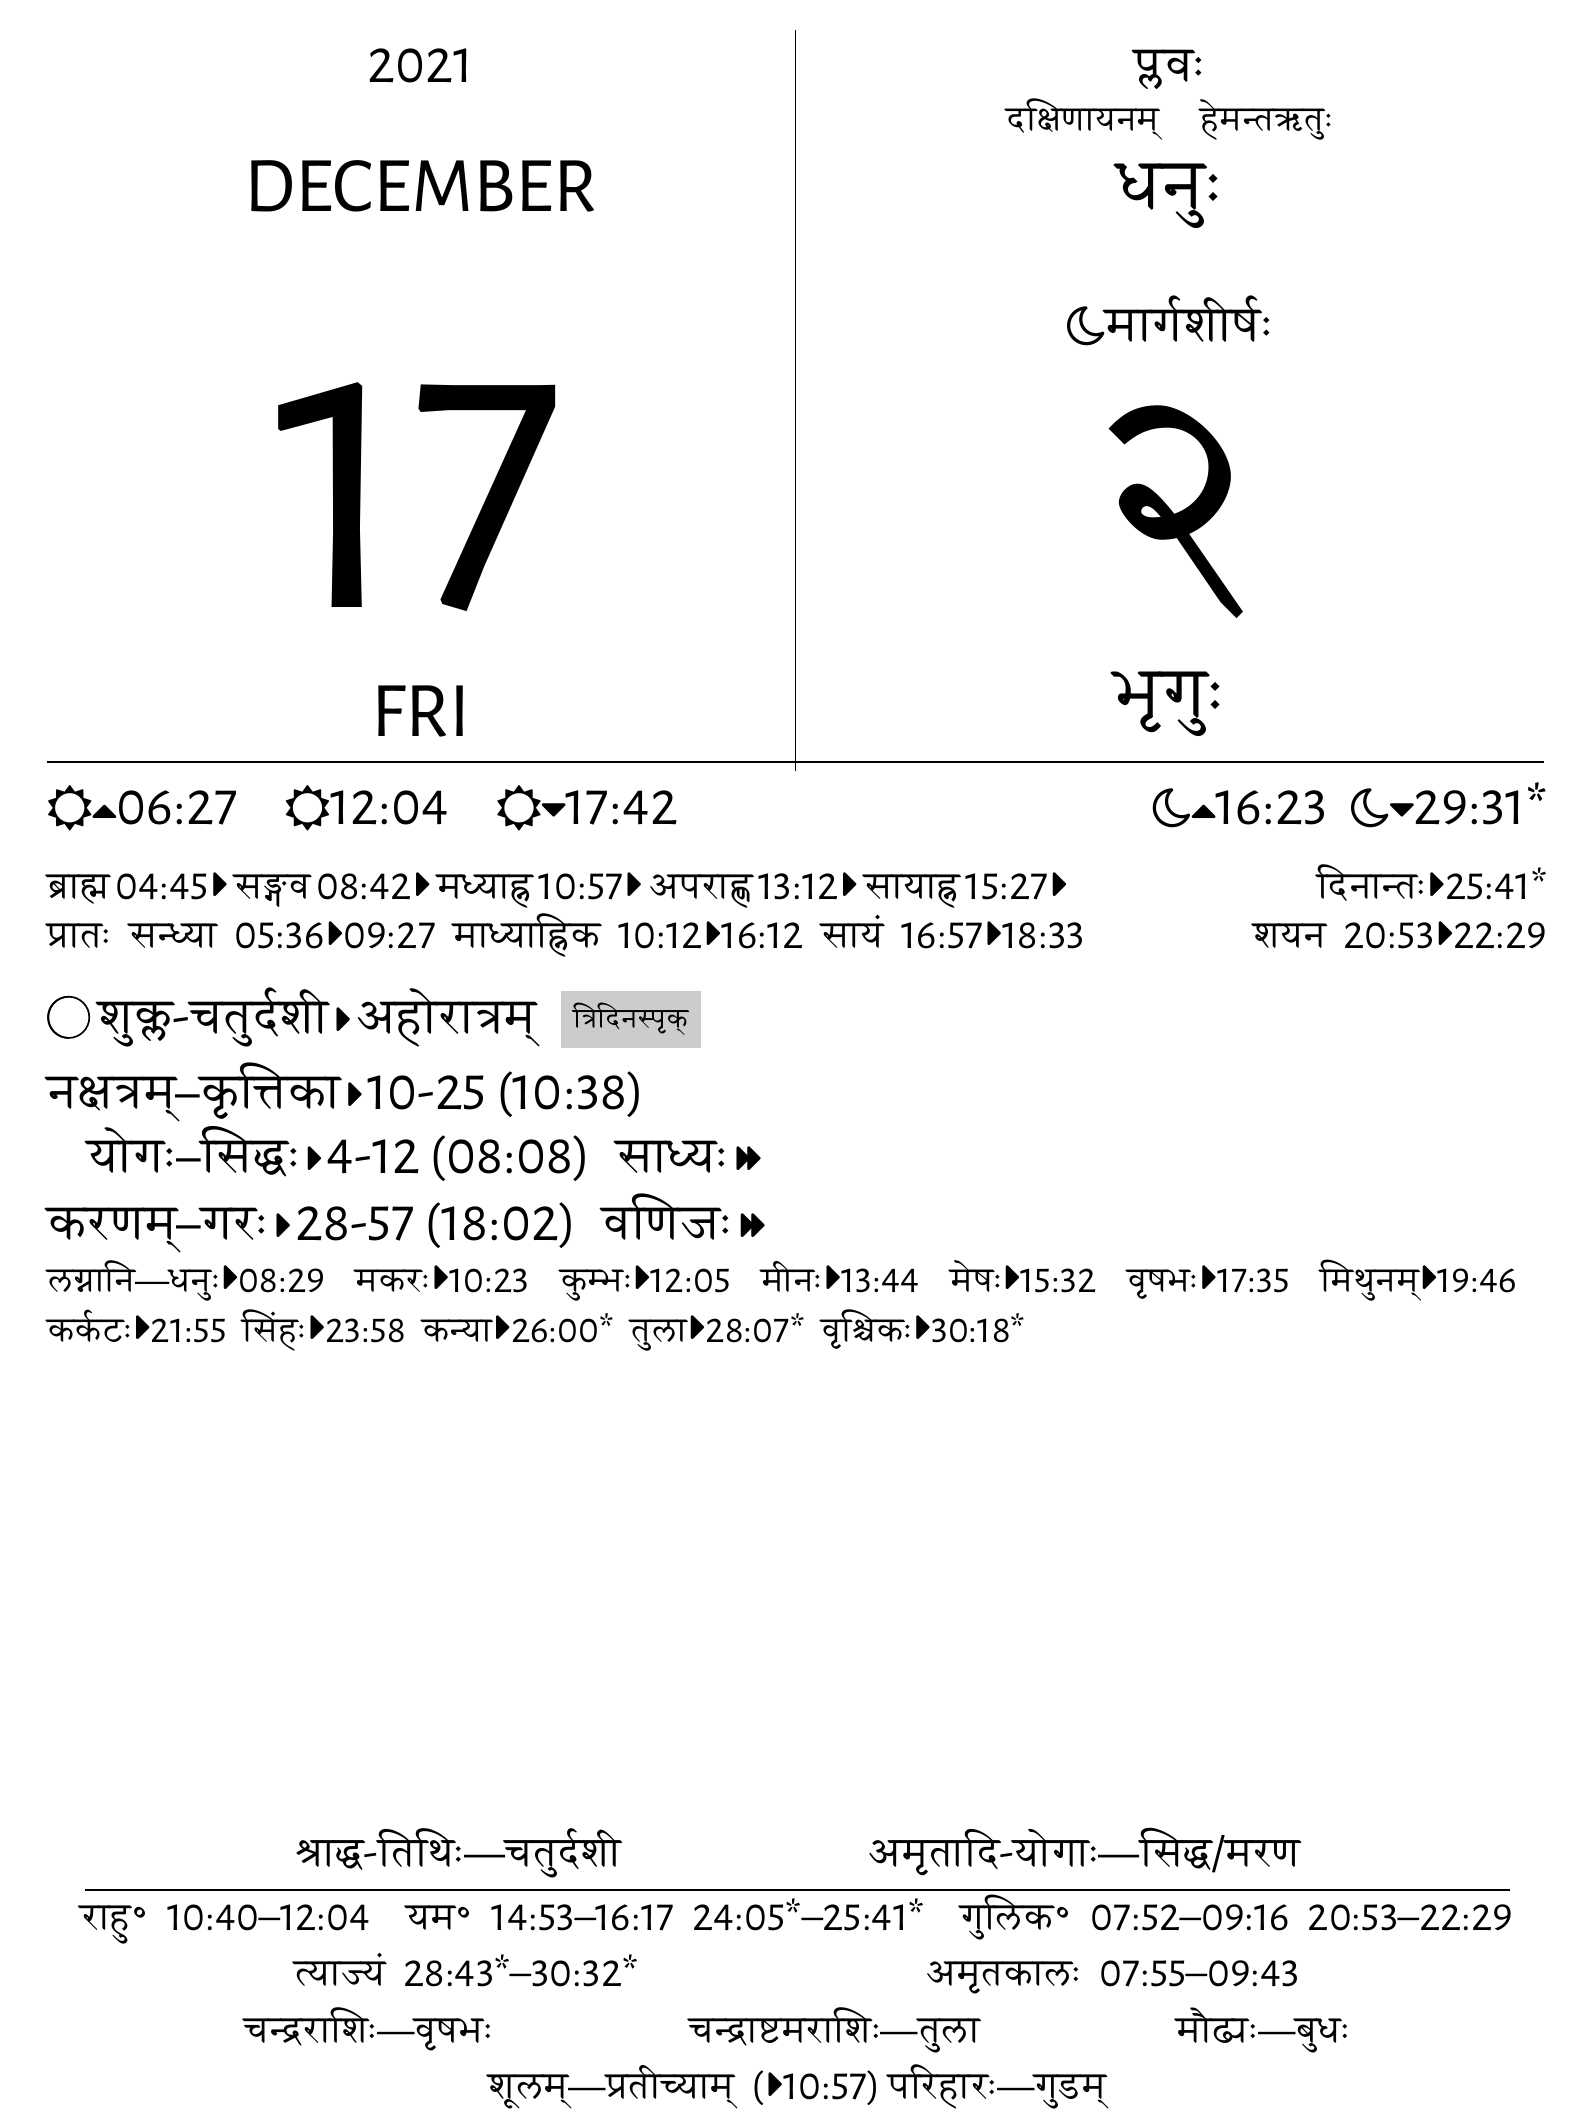 2021
DECEMBER
17
FRI
प्लवः
दक्षिणायनम् हेमन्तऋतुः
धनुः
मार्गशीर्षः
२
भृगुः
06:27 12:04 17:42 16:23 29:31*
ब्राह्म 04:45 सङ्गव 08:42 मध्याह्न 10:57 अपराह्ण 13:12 सायाह्न 15:27 दिनान्तः 25:41*
प्रातः सन्ध्या 05:36 09:27 माध्याह्निक 10:12 16:12 सायं 16:57 18:33 शयन 20:53 22:29
शुक्ल-चतुर्दशी अहोरात्रम् त्रिदिनस्पृक्
नक्षत्रम्–कृत्तिका 10-25 (10:38)
योगः–सिद्धः 4-12 (08:08) साध्यः
करणम्–गरः 28-57 (18:02) वणिजः
लग्नानि—धनुः 08:29 मकरः 10:23 कुम्भः 12:05 मीनः 13:44 मेषः 15:32 वृषभः 17:35 मिथुनम् 19:46
कर्कटः 21:55 सिंहः 23:58 कन्या 26:00* तुला 28:07* वृश्चिकः 30:18*
श्राद्ध-तिथिः—चतुर्दशी अमृतादि-योगाः—सिद्ध/मरण
राहु॰ 10:40–12:04 यम॰ 14:53–16:17 24:05*–25:41* गुलिक॰ 07:52–09:16 20:53–22:29
त्याज्यं 28:43*–30:32* अमृतकालः 07:55–09:43
चन्द्रराशिः—वृषभः चन्द्राष्टमराशिः—तुला मौढ्यः—बुधः
शूलम्—प्रतीच्याम् (10:57) परिहारः—गुडम्